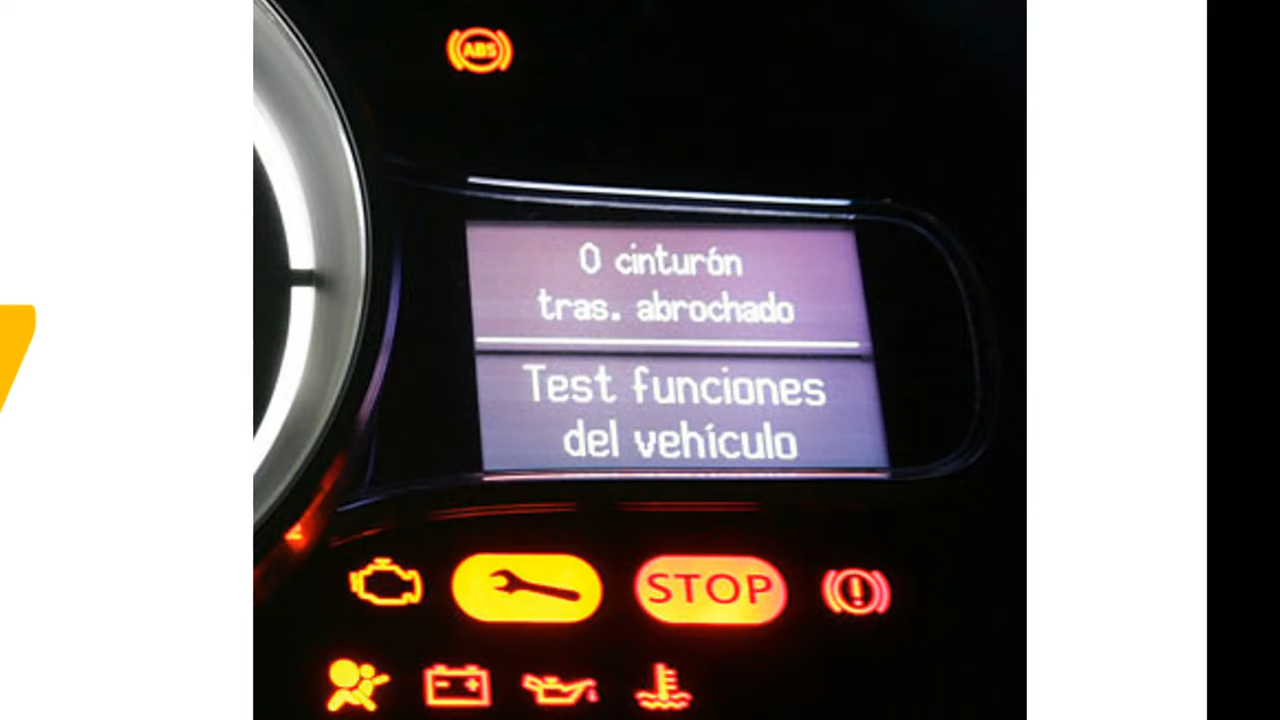 ABS
0 cinturón
tras. abrochado
Test funciones
del vehículo
STOP